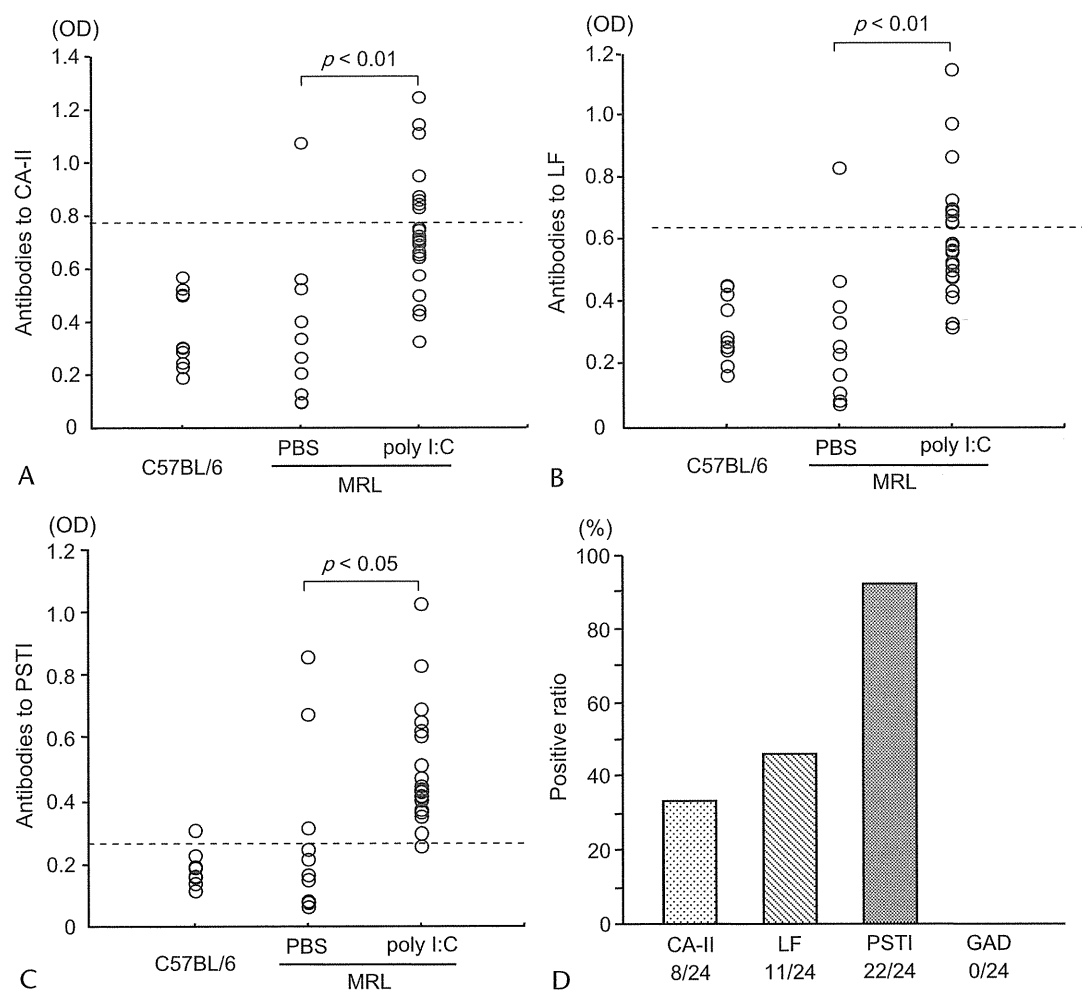 (OD)
1.4
1.2
1.0
0.8
0.6
0.4
0.2
0
Antibodies to CA-II
p < 0.01
C57BL/6
PBS
poly I:C
MRL
A
(OD)
1.2
1.0
0.8
0.6
0.4
0.2
0
Antibodies to LF
p < 0.01
C57BL/6
PBS
poly I:C
MRL
B
(OD)
1.2
1.0
0.8
0.6
0.4
0.2
0
Antibodies to PSTI
p < 0.05
C57BL/6
PBS
poly I:C
MRL
C
(%)
100
80
60
40
20
0
Positive ratio
CA-II
LF
PSTI
GAD
8/24
11/24
22/24
0/24
D